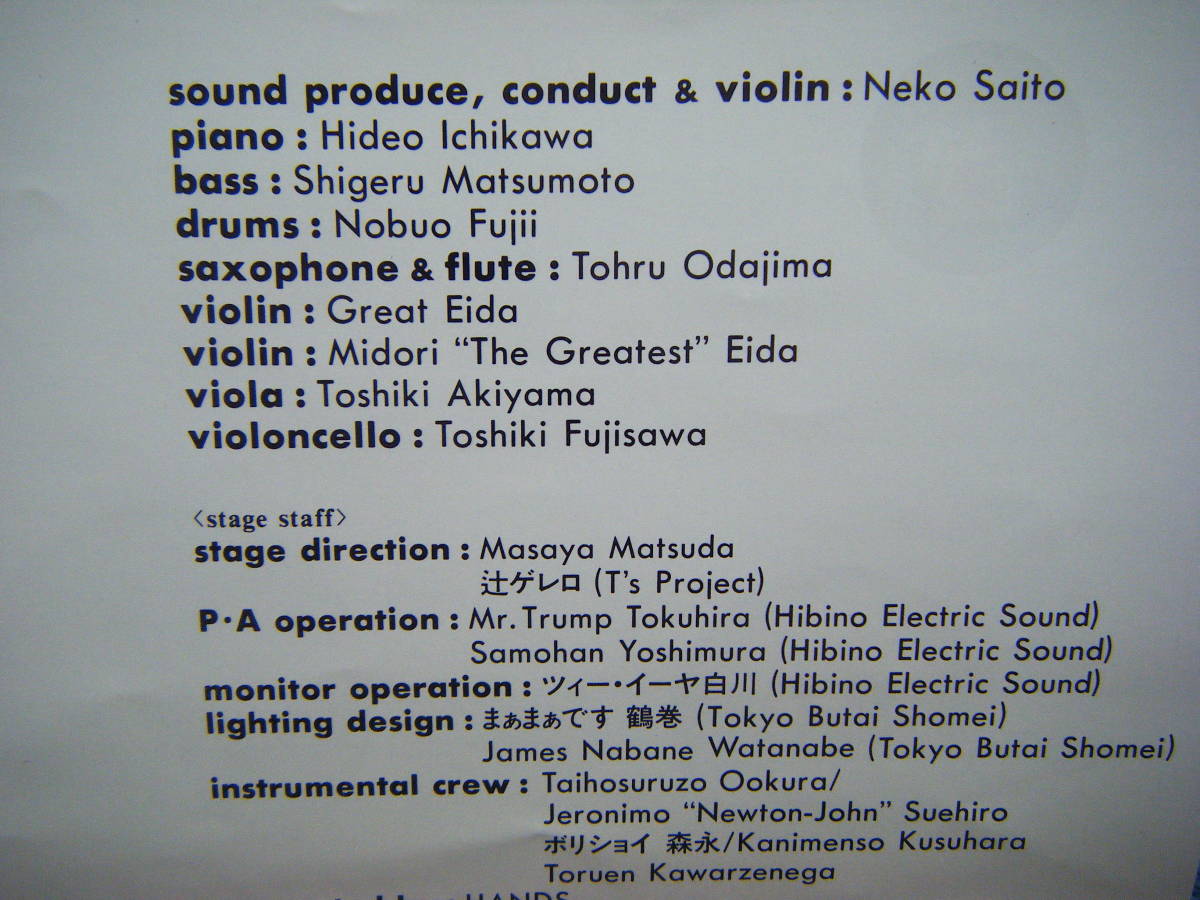 sound produce, conduct & violin : Neko Saito
piano : Hideo Ichikawa
bass : Shigeru Matsumoto
drums : Nobuo Fujii
saxophone & flute : Tohru Odajima
violin : Great Eida
violin : Midori “The Greatest” Eida
viola : Toshiki Akiyama
violoncello : Toshiki Fujisawa
〈stage staff〉
stage direction : Masaya Matsuda
辻ゲレロ (T's Project)
P·A operation : Mr. Trump Tokuhira (Hibino Electric Sound)
Samohan Yoshimura (Hibino Electric Sound)
monitor operation : ツィー・イーヤ白川 (Hibino Electric Sound)
lighting design : まぁまぁです 鶴巻 (Tokyo Butai Shomei)
James Nabane Watanabe (Tokyo Butai Shomei)
instrumental crew : Taihosuruzo Ookura/
Jeronimo “Newton-John” Suehiro
ボリショイ 森永/Kanimenso Kusuhara
Toruen Kawarzenega
HANDS